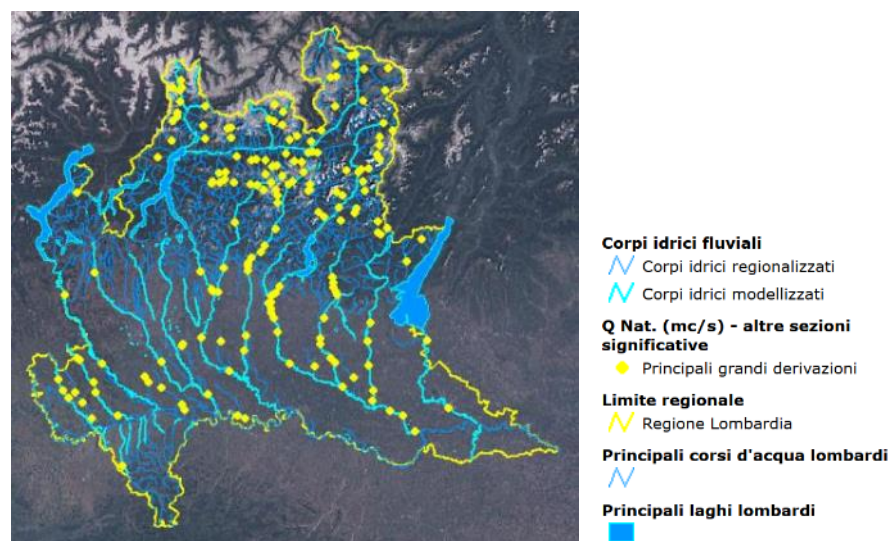 Corpi idrici fluviali
Corpi idrici regionalizzati
Corpi idrici modellizzati
Q Nat. (mc/s) - altre sezioni
significative
Principali grandi derivazioni
Limite regionale
Regione Lombardia
Principali corsi d'acqua lombardi
Principali laghi lombardi